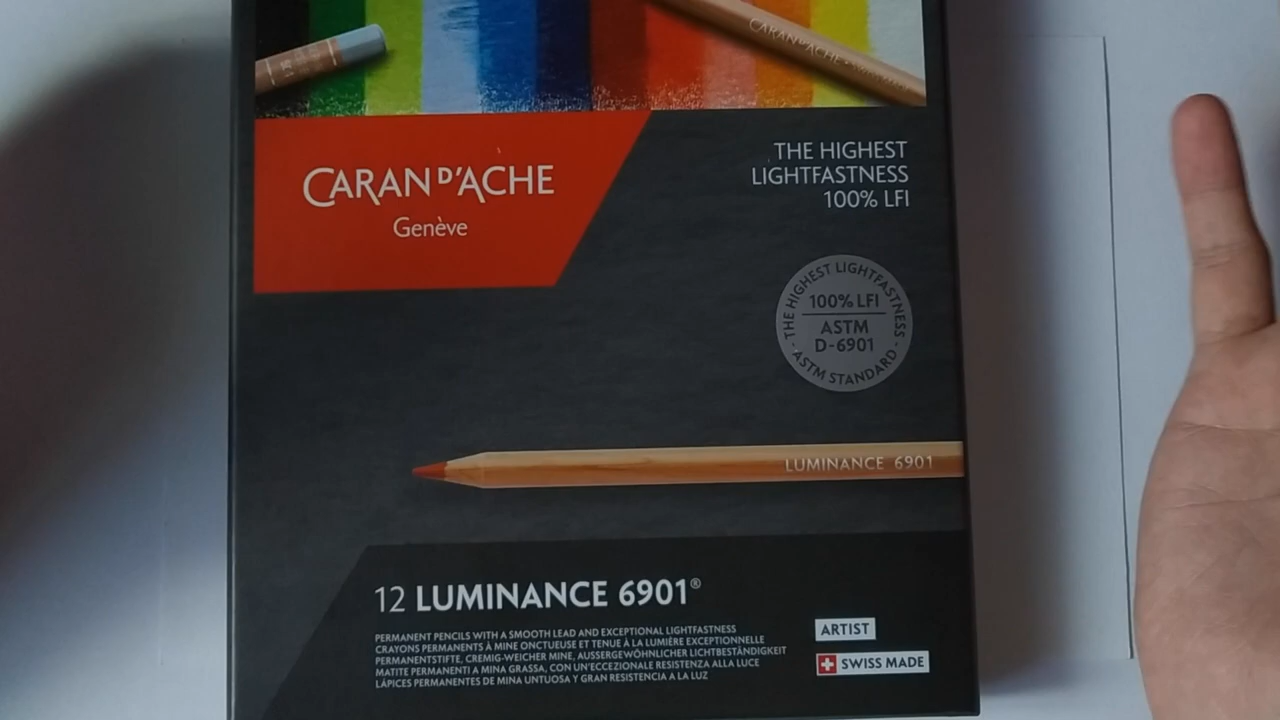 CARAN D'ACHE
CARAN D'ACHE
Genève
THE HIGHEST
LIGHTFASTNESS
100% LFI
THE HIGHEST LIGHTFASTNESS
100% LFI
ASTM
D-6901
- ASTM STANDARD -
LUMINANCE 6901
12 LUMINANCE 6901®
PERMANENT PENCILS WITH A SMOOTH LEAD AND EXCEPTIONAL LIGHTFASTNESS
CRAYONS PERMANENTS À MINE ONCTUEUSE ET TENUE À LA LUMIÈRE EXCEPTIONNELLE
PERMANENTSTIFTE, CREMIG-WEICHER MINE, AUSSERGEWÖHNLICHER LICHTBESTÄNDIGKEIT
MATITE PERMANENTI A MINA GRASSA, CON UN'ECCEZIONALE RESISTENZA ALLA LUCE
LÁPICES PERMANENTES DE MINA UNTUOSA Y GRAN RESISTENCIA A LA LUZ
ARTIST
SWISS MADE